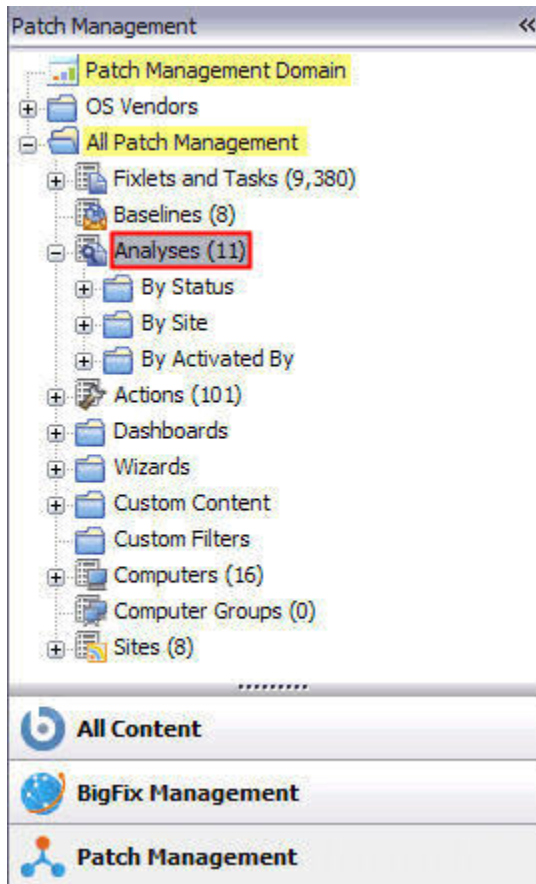 Patch Management
Patch Management Domain
OS Vendors
All Patch Management
Fixlets and Tasks (9,380)
Baselines (8)
Analyses (11)
By Status
By Site
By Activated By
Actions (101)
Dashboards
Wizards
Custom Content
Custom Filters
Computers (16)
Computer Groups (0)
Sites (8)
All Content
BigFix Management
Patch Management